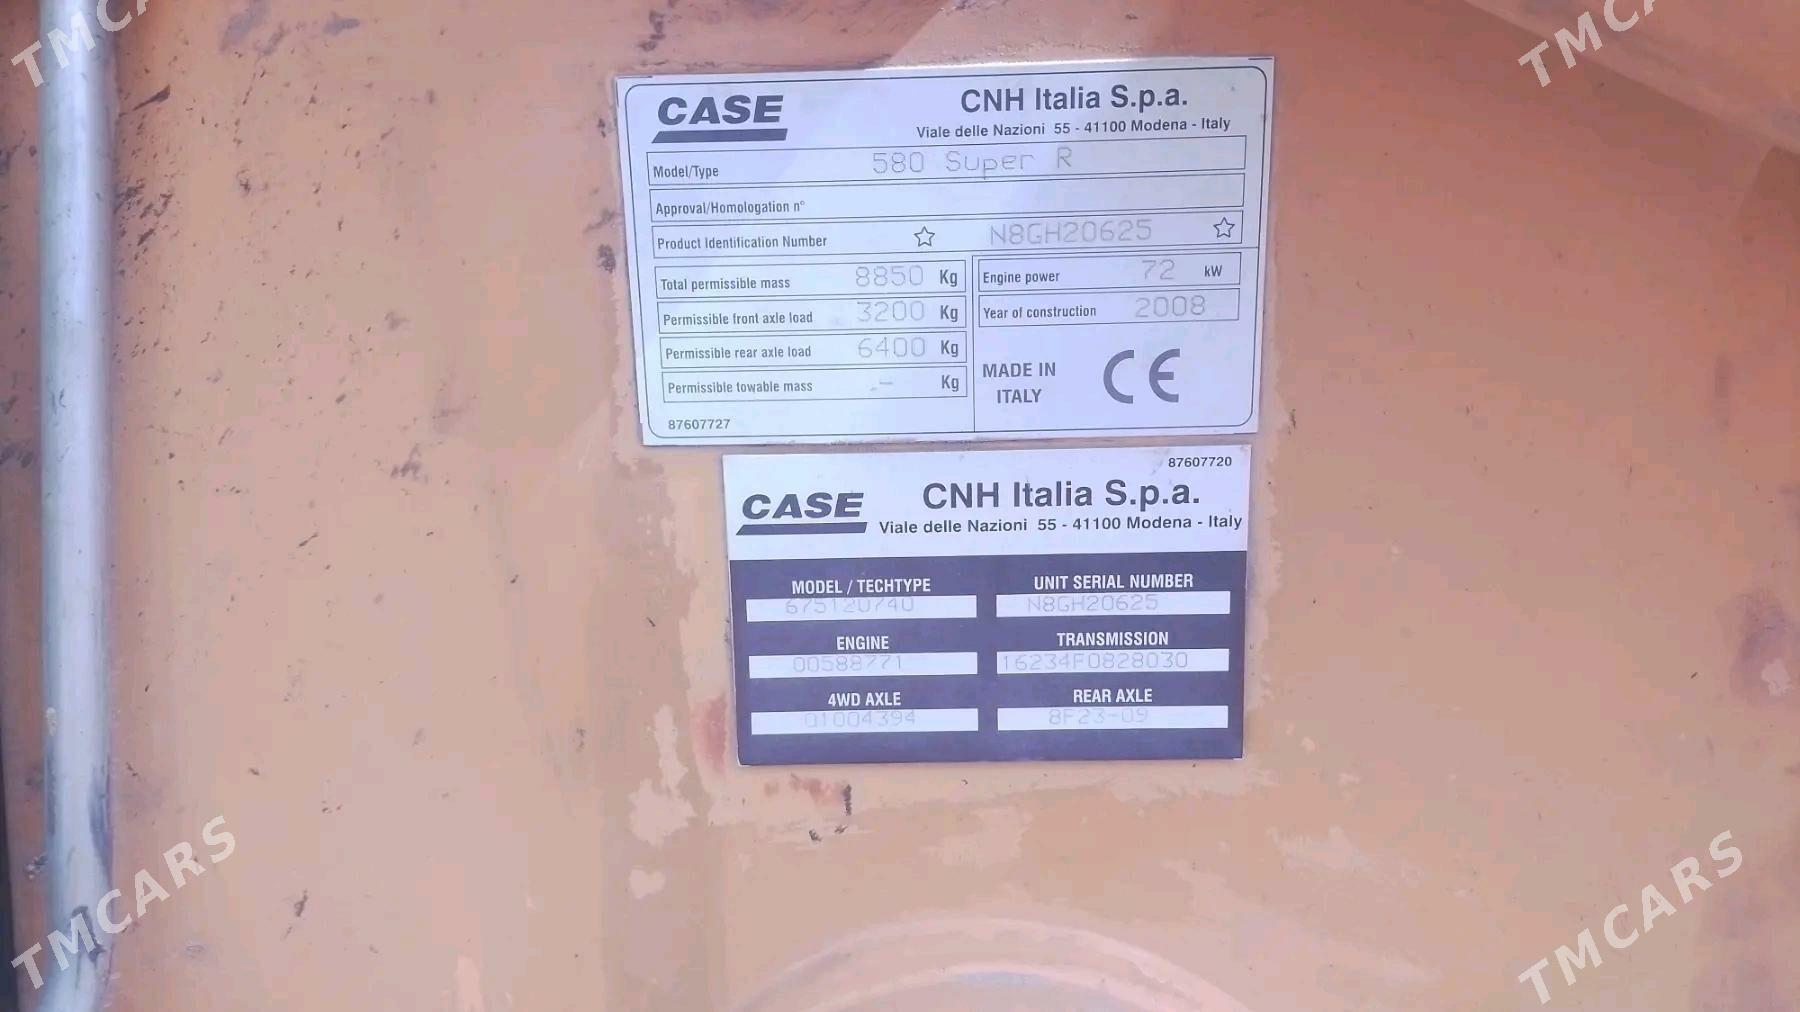 CASE
CNH Italia S.p.a.
Viale delle Nazioni 55 - 41100 Modena - Italy
Model/Type 580 Super R
Approval/Homologation n°
Product Identification Number ☆ N8GH20625 ☆
Total permissible mass 8850 Kg
Engine power 72 kW
Permissible front axle load 3200 Kg
Year of construction 2008
Permissible rear axle load 6400 Kg
Permissible towable mass .- Kg
MADE IN
ITALY
CE
87607727
87607720
CASE
CNH Italia S.p.a.
Viale delle Nazioni 55 - 41100 Modena - Italy
MODEL / TECHTYPE UNIT SERIAL NUMBER
675120740 N8GH20625
ENGINE TRANSMISSION
00588771 16234F0828030
4WD AXLE REAR AXLE
01004394 8F23-09
TMCARS
TMCARS
TMCARS
TMCARS